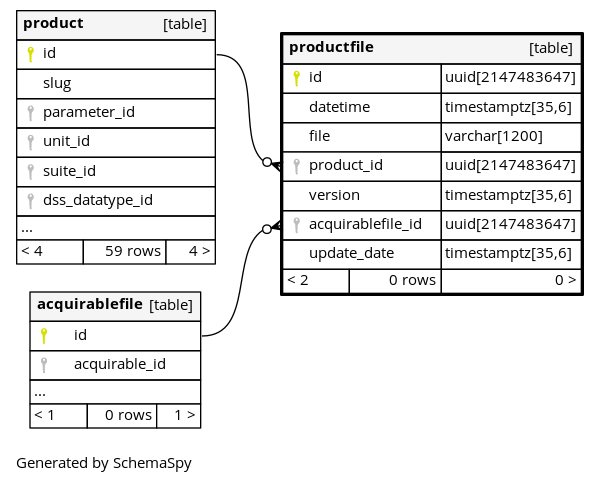 product [table]
id
slug
parameter_id
unit_id
suite_id
dss_datatype_id
...
< 4 59 rows 4 >
productfile [table]
id uuid[2147483647]
datetime timestamptz[35,6]
file varchar[1200]
product_id uuid[2147483647]
version timestamptz[35,6]
acquirablefile_id uuid[2147483647]
update_date timestamptz[35,6]
< 2 0 rows 0 >
acquirablefile [table]
id
acquirable_id
...
< 1 0 rows 1 >
Generated by SchemaSpy